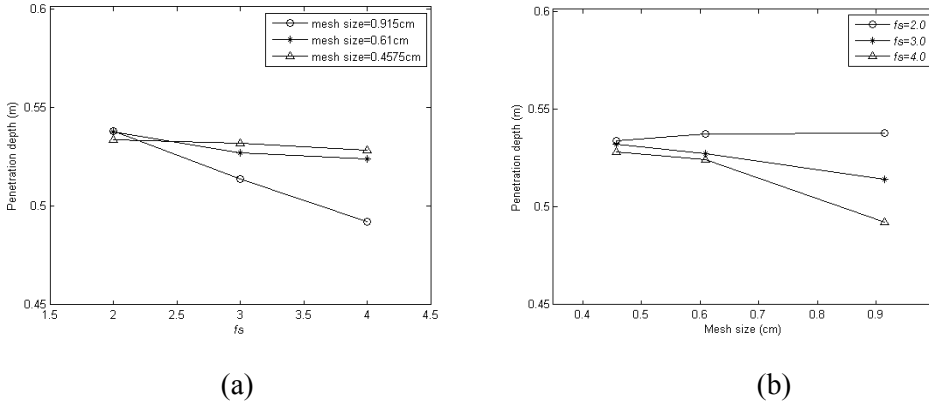 0.6
0.55
0.5
0.45
Penetration depth (m)
1.5 2 2.5 3 3.5 4 4.5
fs
mesh size=0.915cm
mesh size=0.61cm
mesh size=0.4575cm
(a)
0.6
0.55
0.5
0.45
Penetration depth (m)
0.4 0.5 0.6 0.7 0.8 0.9
Mesh size (cm)
fs=2.0
fs=3.0
fs=4.0
(b)